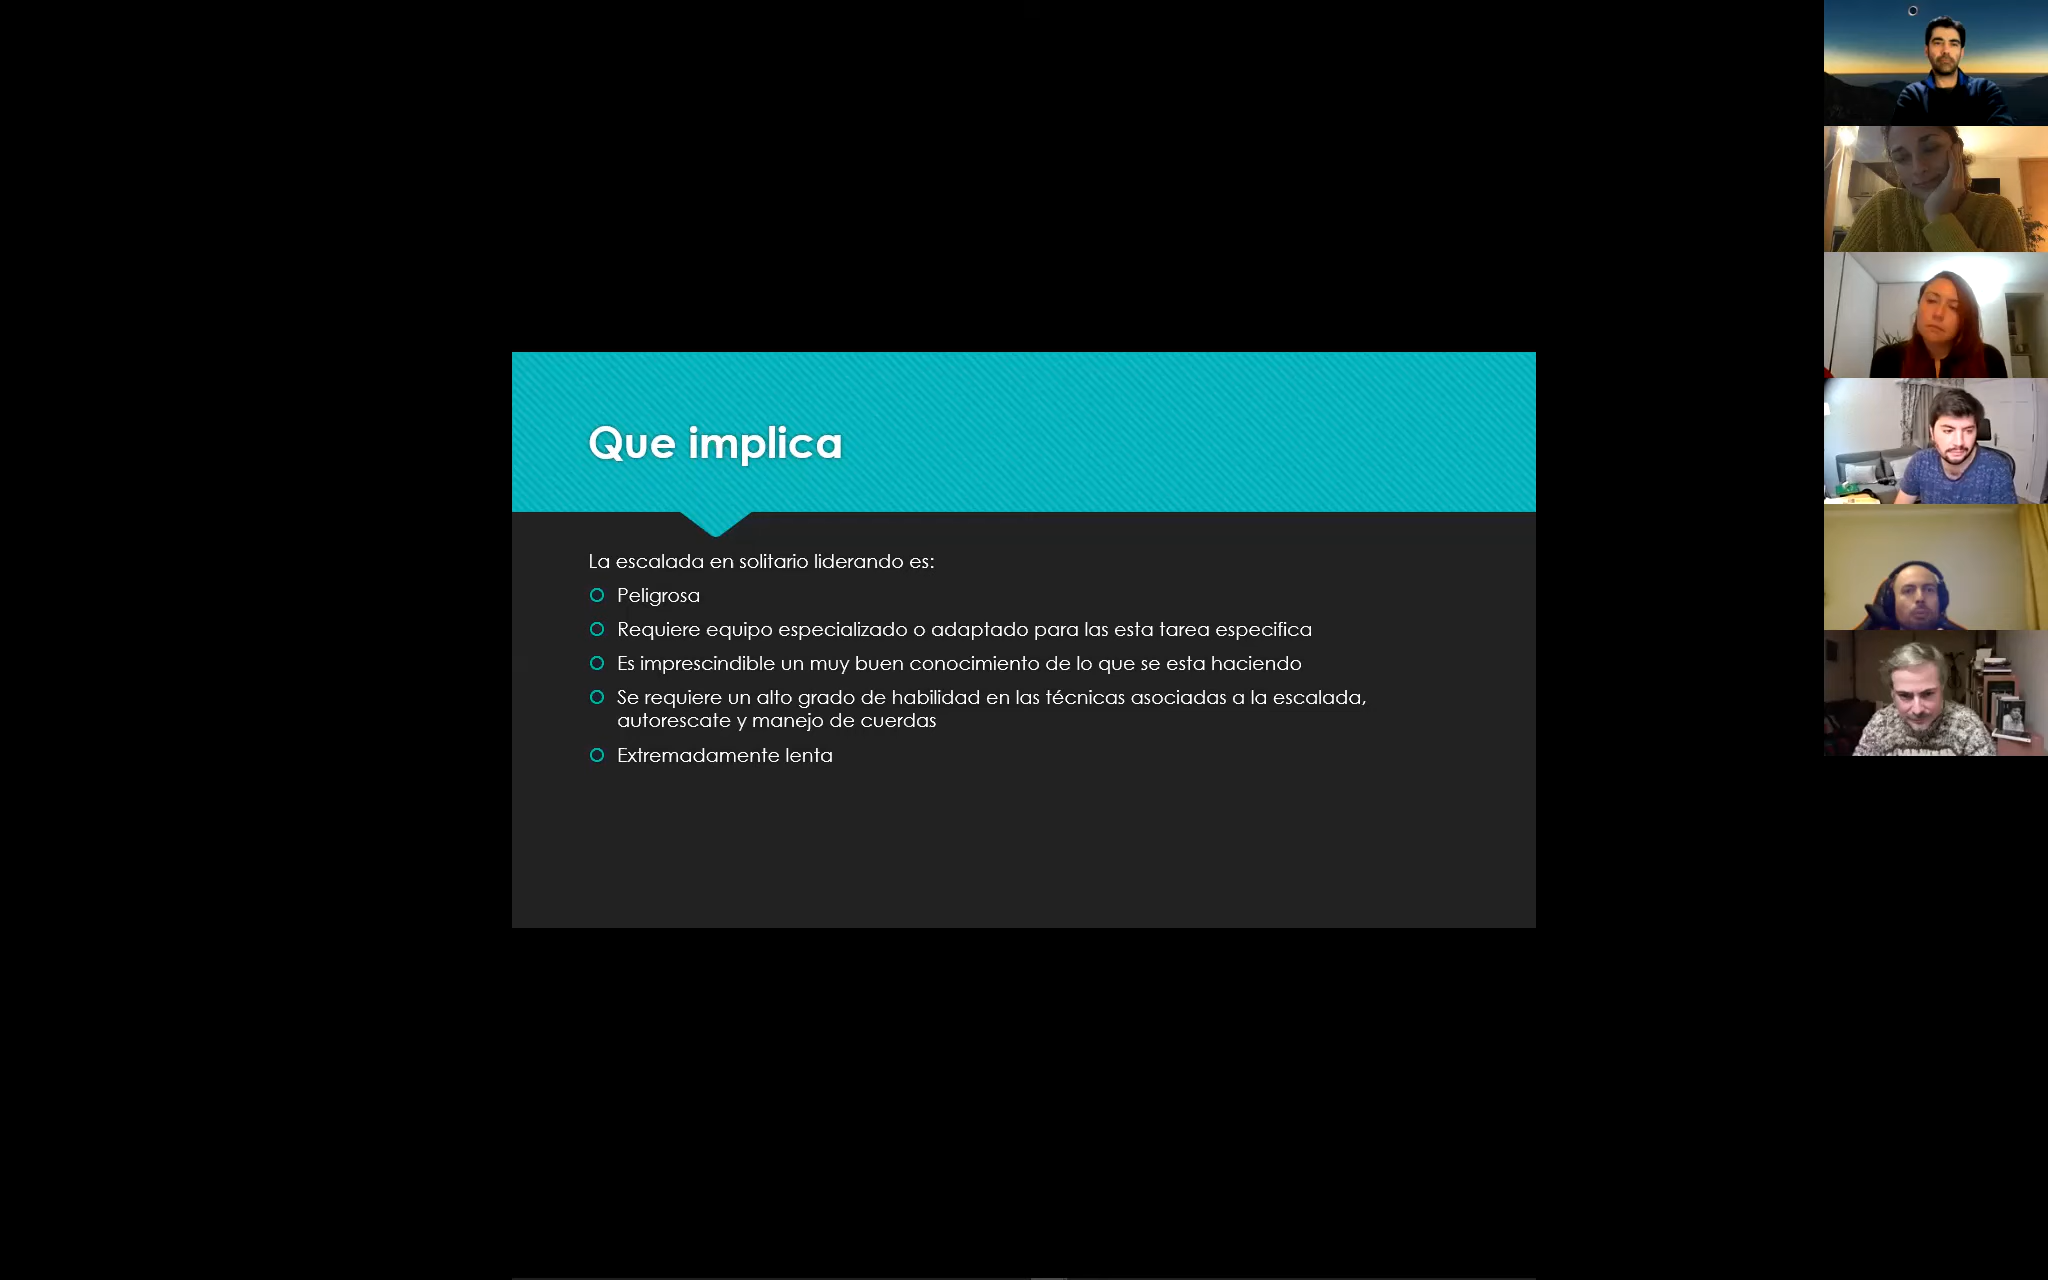 Que implica
La escalada en solitario liderando es:
Peligrosa
Requiere equipo especializado o adaptado para las esta tarea especifica
Es imprescindible un muy buen conocimiento de lo que se esta haciendo
Se requiere un alto grado de habilidad en las técnicas asociadas a la escalada,
autorescate y manejo de cuerdas
Extremadamente lenta